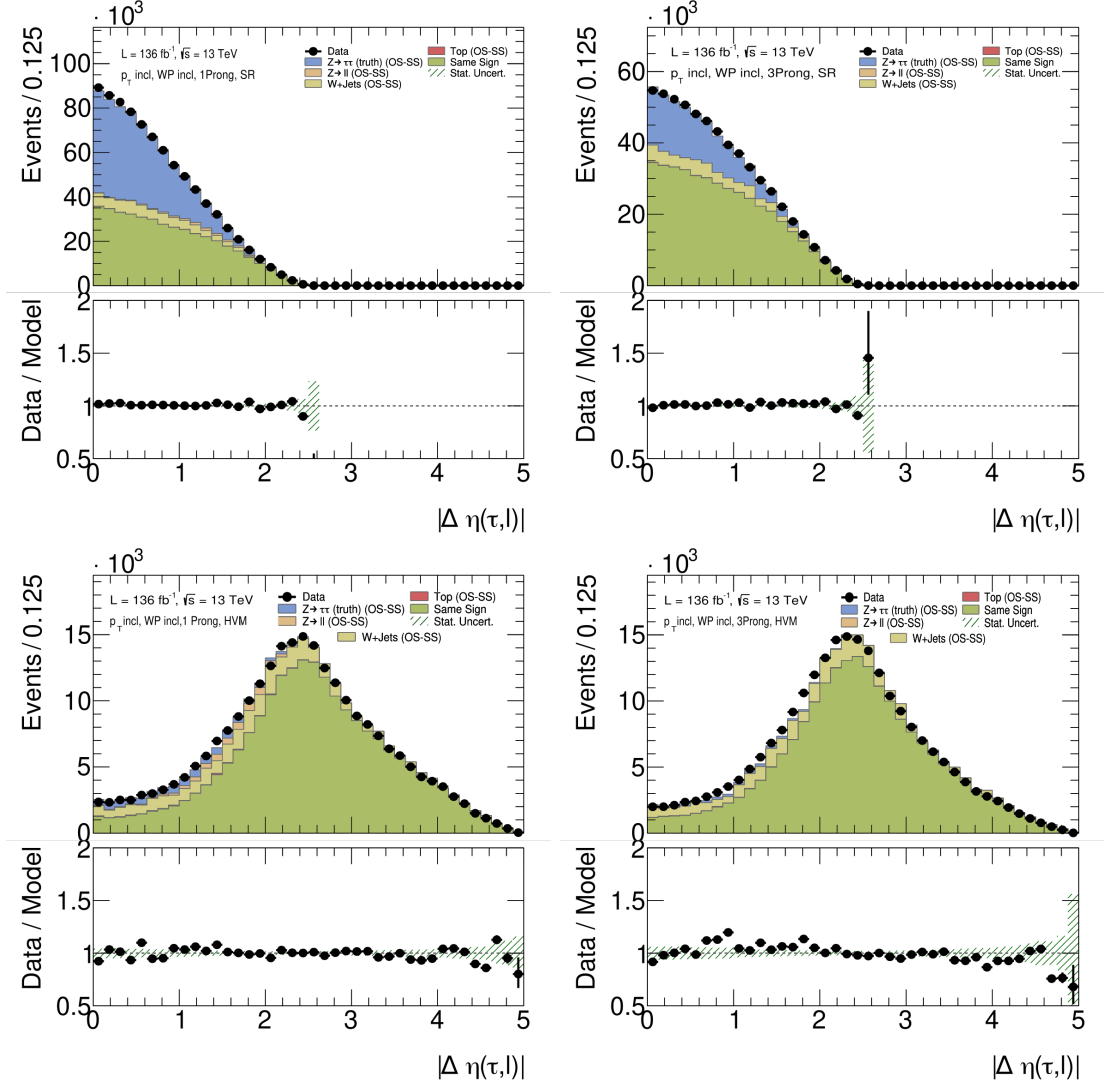 · 10³
Events / 0.125
L = 136 fb⁻¹, √s = 13 TeV
p_T incl, WP incl, 1Prong, SR
Data
Z→ ττ (truth) (OS-SS)
Z→ ll (OS-SS)
W+Jets (OS-SS)
Top (OS-SS)
Same Sign
Stat. Uncert.
100
80
60
40
20
0
Data / Model
2
1.5
1
0.5
0 1 2 3 4 5
|Δ η(τ,l)|
· 10³
Events / 0.125
L = 136 fb⁻¹, √s = 13 TeV
p_T incl, WP incl, 3Prong, SR
Data
Z→ ττ (truth) (OS-SS)
Z→ ll (OS-SS)
W+Jets (OS-SS)
Top (OS-SS)
Same Sign
Stat. Uncert.
60
40
20
0
Data / Model
2
1.5
1
0.5
0 1 2 3 4 5
|Δ η(τ,l)|
· 10³
Events / 0.125
L = 136 fb⁻¹, √s = 13 TeV
p_T incl, WP incl,1 Prong, HVM
Data
Z→ ττ (truth) (OS-SS)
Z→ ll (OS-SS)
W+Jets (OS-SS)
Top (OS-SS)
Same Sign
Stat. Uncert.
15
10
5
0
Data / Model
2
1.5
1
0.5
0 1 2 3 4 5
|Δ η(τ,l)|
· 10³
Events / 0.125
L = 136 fb⁻¹, √s = 13 TeV
p_T incl, WP incl, 3Prong, HVM
Data
Z→ ττ (truth) (OS-SS)
Z→ ll (OS-SS)
W+Jets (OS-SS)
Top (OS-SS)
Same Sign
Stat. Uncert.
15
10
5
0
Data / Model
2
1.5
1
0.5
0 1 2 3 4 5
|Δ η(τ,l)|